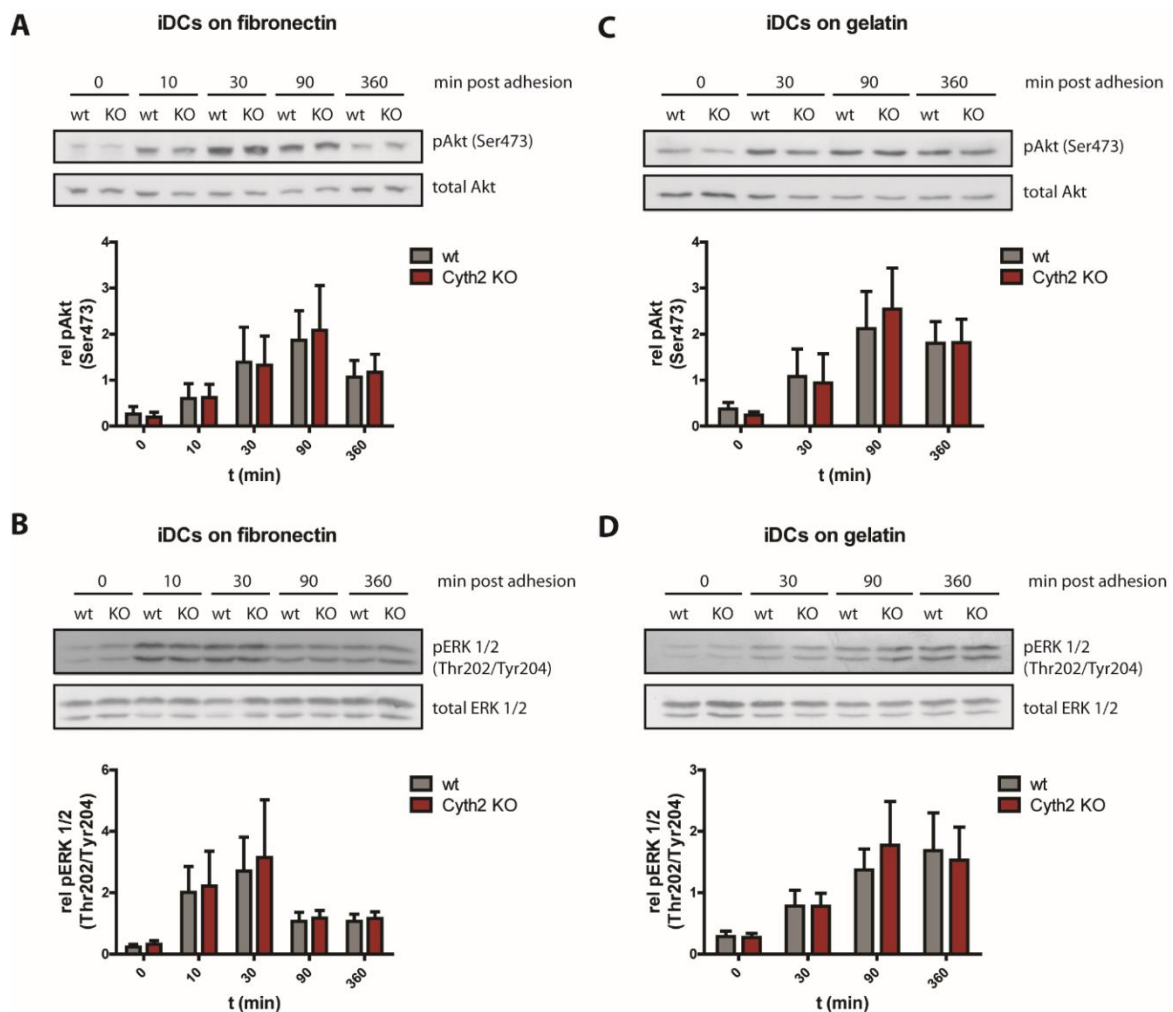 A
iDCs on fibronectin
0 10 30 90 360 min post adhesion
wt KO wt KO wt KO wt KO wt KO
pAkt (Ser473)
total Akt
4
3
2
1
0
rel pAkt
(Ser473)
wt
Cyth2 KO
0 10 30 90 360
t (min)
C
iDCs on gelatin
0 30 90 360 min post adhesion
wt KO wt KO wt KO wt KO
pAkt (Ser473)
total Akt
4
3
2
1
0
rel pAkt
(Ser473)
wt
Cyth2 KO
0 30 90 360
t (min)
B
iDCs on fibronectin
0 10 30 90 360 min post adhesion
wt KO wt KO wt KO wt KO wt KO
pERK 1/2
(Thr202/Tyr204)
total ERK 1/2
6
4
2
0
rel pERK 1/2
(Thr202/Tyr204)
wt
Cyth2 KO
0 10 30 90 360
t (min)
D
iDCs on gelatin
0 30 90 360 min post adhesion
wt KO wt KO wt KO wt KO
pERK 1/2
(Thr202/Tyr204)
total ERK 1/2
3
2
1
0
rel pERK 1/2
(Thr202/Tyr204)
wt
Cyth2 KO
0 30 90 360
t (min)